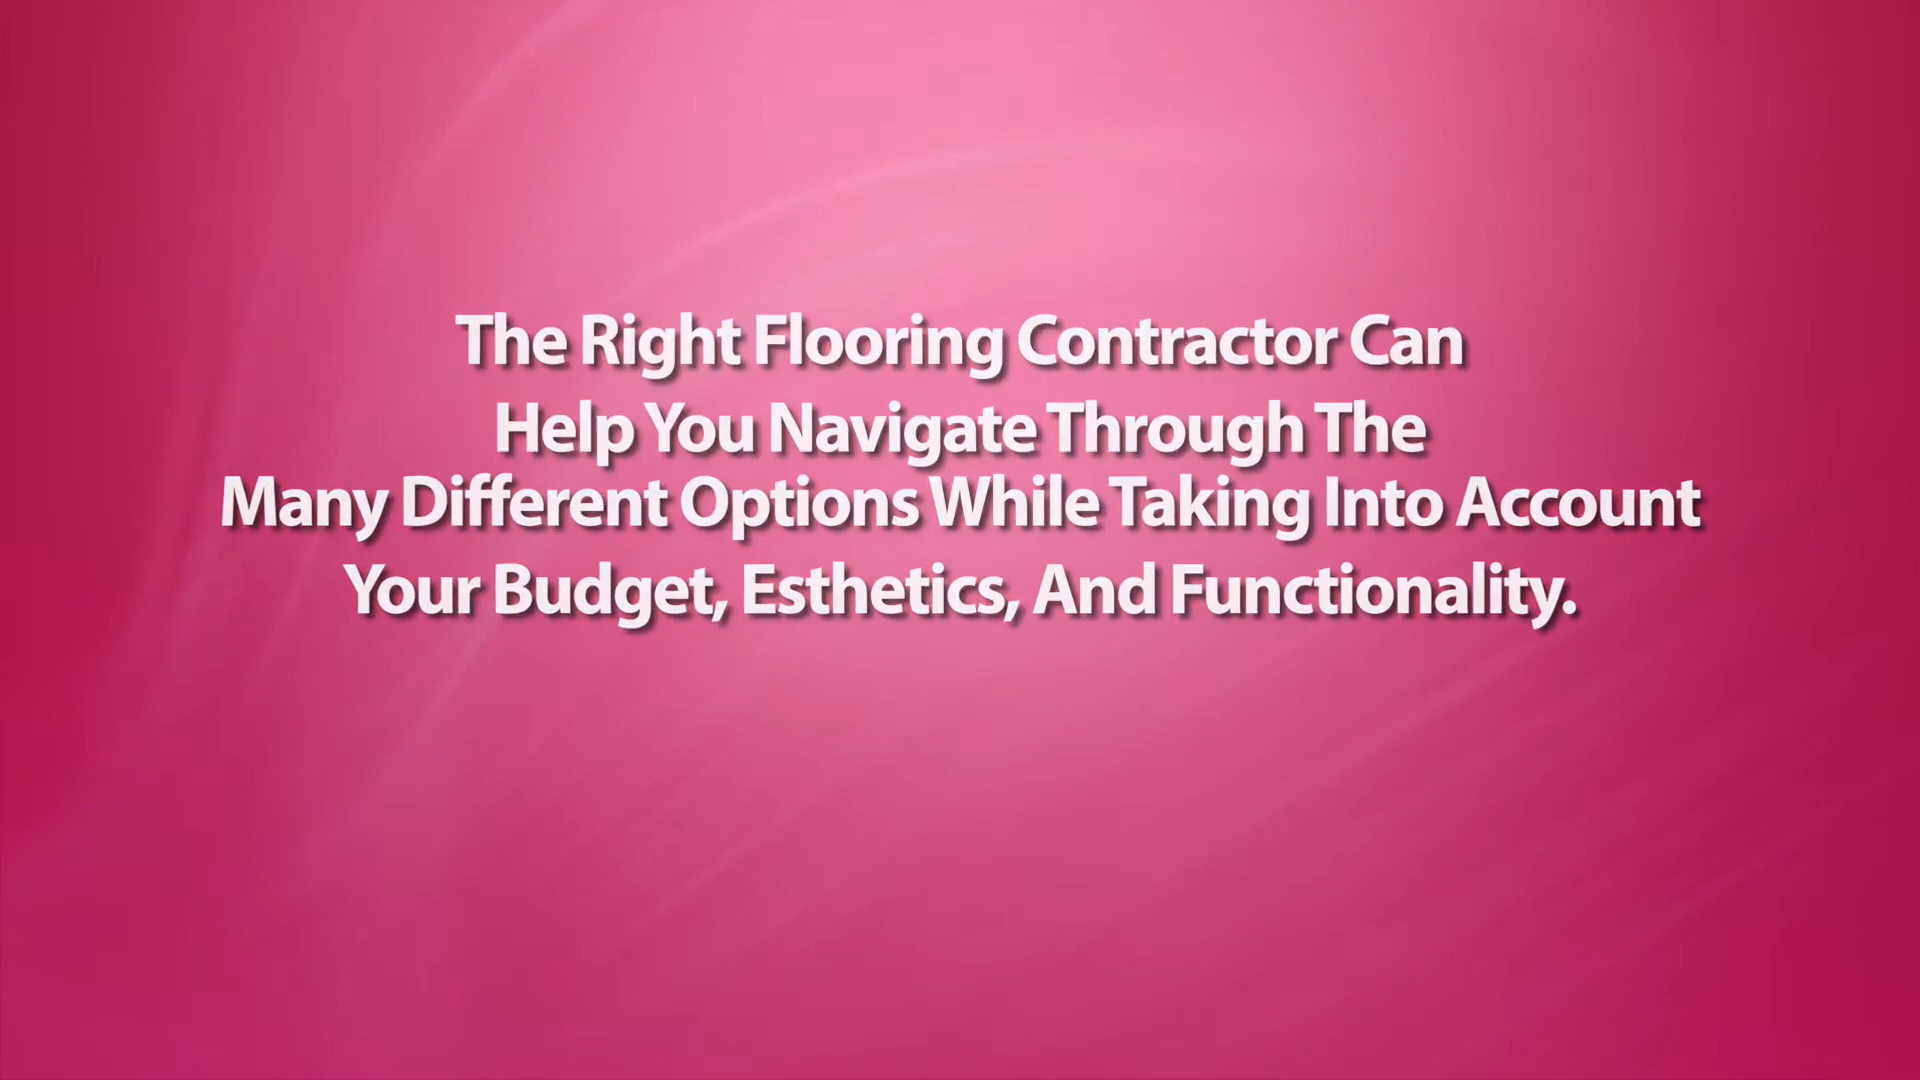 The Right Flooring Contractor Can
Help You Navigate Through The
Many Different Options While Taking Into Account
Your Budget, Esthetics, And Functionality.